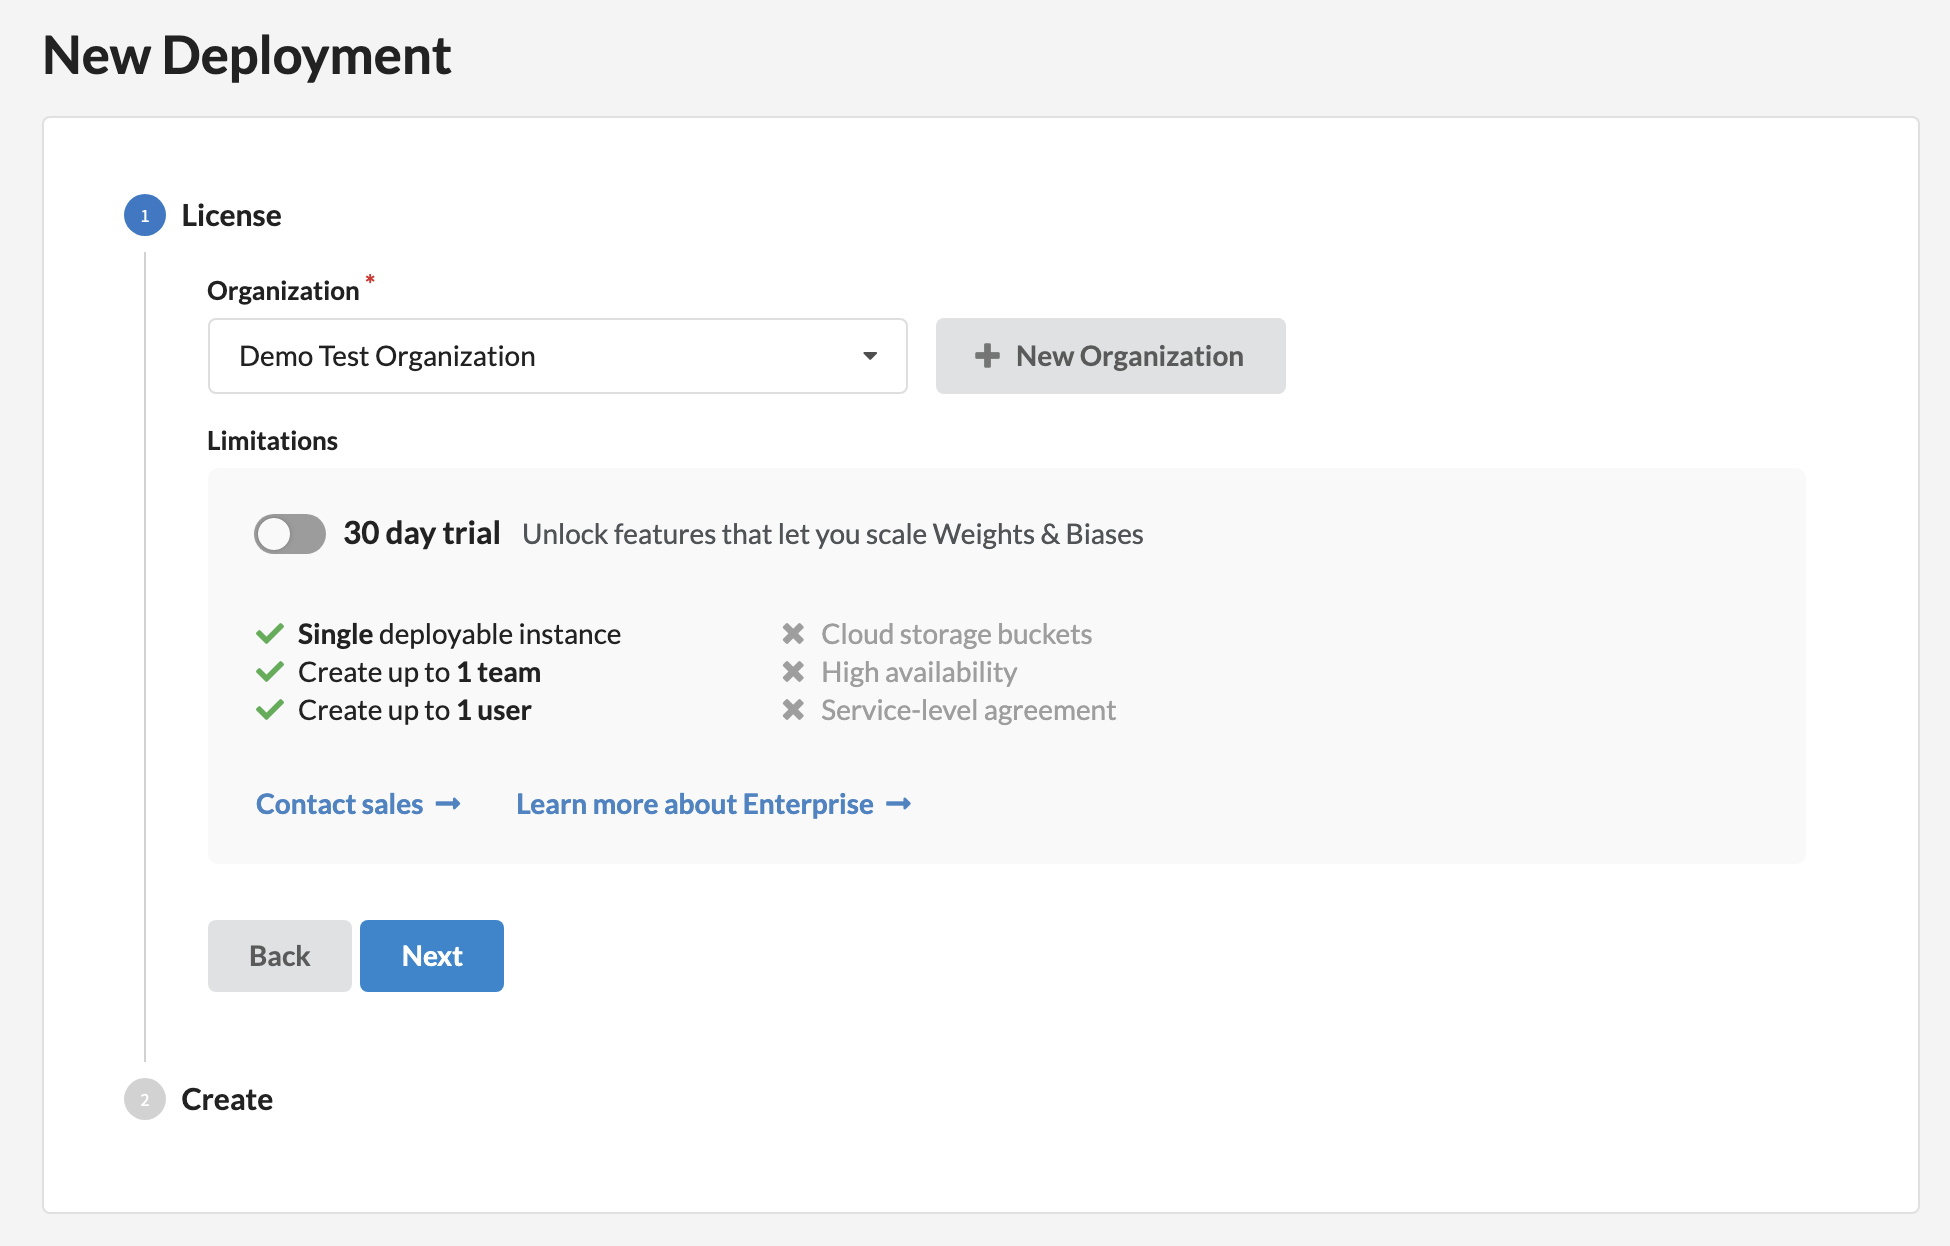 New Deployment
1 License
Organization *
Demo Test Organization
New Organization
Limitations
30 day trial Unlock features that let you scale Weights & Biases
Single deployable instance
Create up to 1 team
Create up to 1 user
Cloud storage buckets
High availability
Service-level agreement
Contact sales → Learn more about Enterprise →
Back Next
2 Create